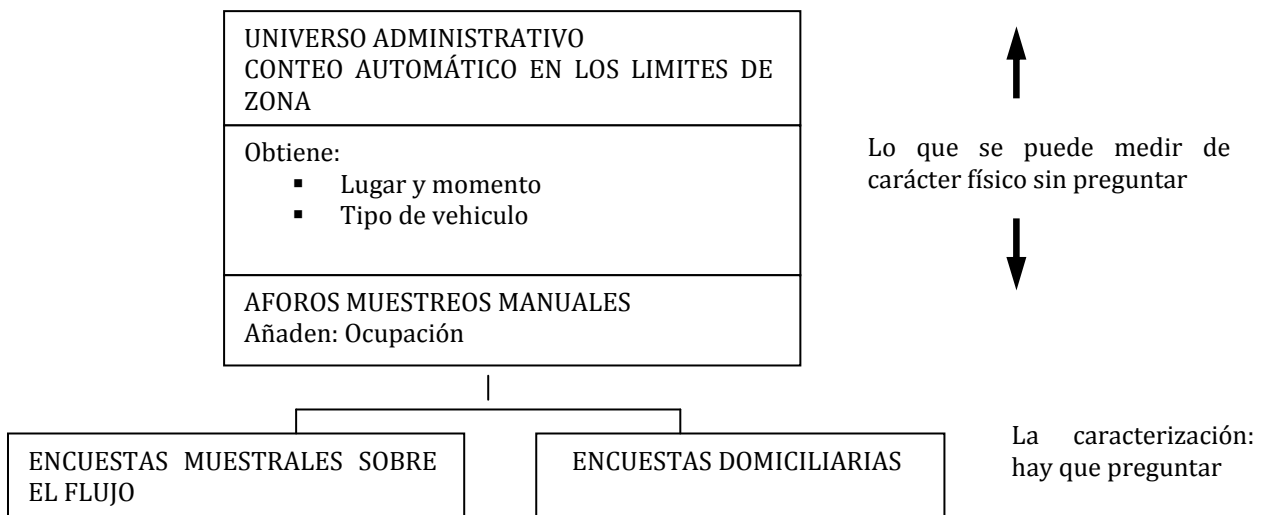 UNIVERSO ADMINISTRATIVO
CONTEO AUTOMÁTICO EN LOS LIMITES DE
ZONA
Obtiene:
▪ Lugar y momento
▪ Tipo de vehiculo
AFOROS MUESTREOS MANUALES
Añaden: Ocupación
Lo que se puede medir de
carácter físico sin preguntar
ENCUESTAS MUESTRALES SOBRE
EL FLUJO
ENCUESTAS DOMICILIARIAS
La caracterización:
hay que preguntar